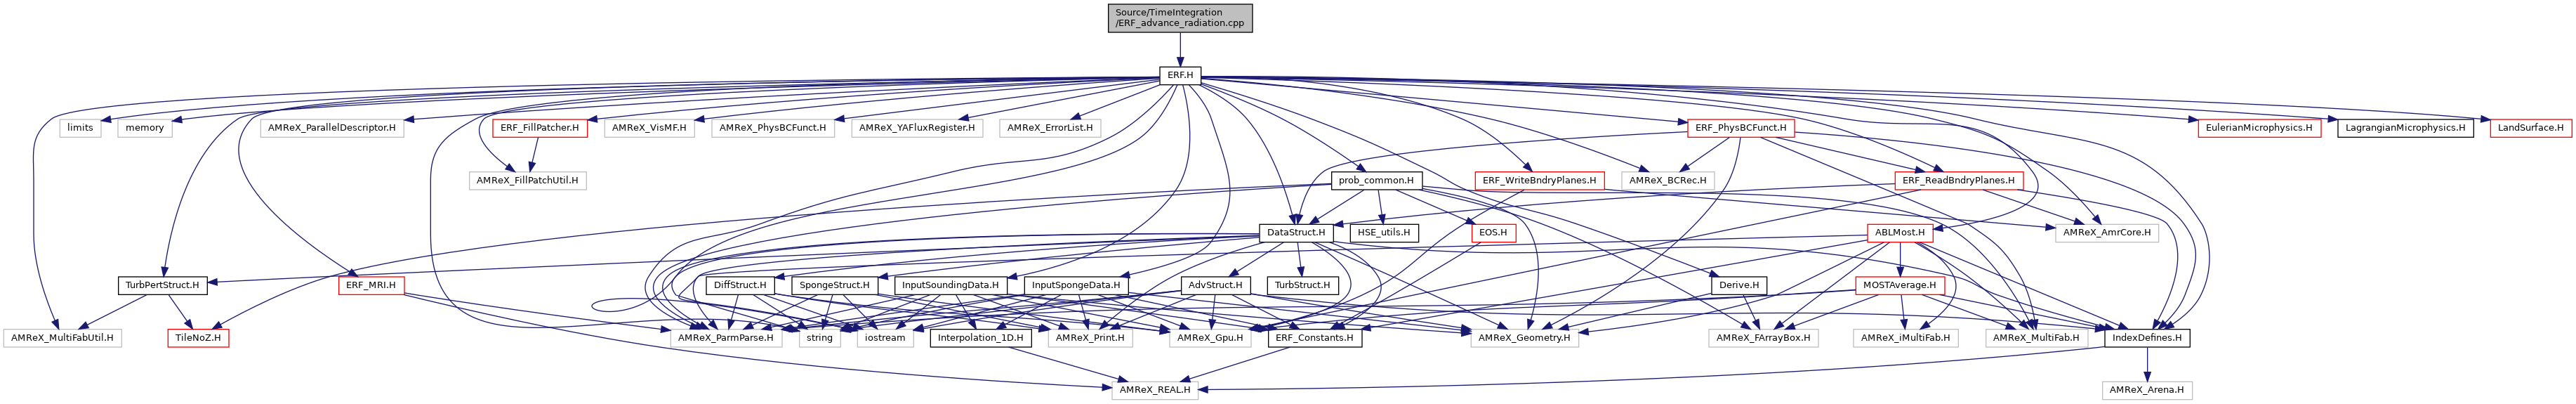 Source/TimeIntegration
/ERF_advance_radiation.cpp
ERF.H
limits
memory
AMReX_ParallelDescriptor.H
ERF_FillPatcher.H
AMReX_VisMF.H
AMReX_PhysBCFunct.H
AMReX_YAFluxRegister.H
AMReX_ErrorList.H
ERF_PhysBCFunct.H
EulerianMicrophysics.H
LagrangianMicrophysics.H
LandSurface.H
AMReX_FillPatchUtil.H
prob_common.H
ERF_WriteBndryPlanes.H
AMReX_BCRec.H
ERF_ReadBndryPlanes.H
DataStruct.H
HSE_utils.H
EOS.H
ABLMost.H
AMReX_AmrCore.H
TurbPertStruct.H
ERF_MRI.H
DiffStruct.H
SpongeStruct.H
InputSoundingData.H
InputSpongeData.H
AdvStruct.H
TurbStruct.H
Derive.H
MOSTAverage.H
AMReX_MultiFabUtil.H
TileNoZ.H
AMReX_ParmParse.H
string
iostream
Interpolation_1D.H
AMReX_Print.H
AMReX_Gpu.H
ERF_Constants.H
AMReX_Geometry.H
AMReX_FArrayBox.H
AMReX_iMultiFab.H
AMReX_MultiFab.H
IndexDefines.H
AMReX_REAL.H
AMReX_Arena.H